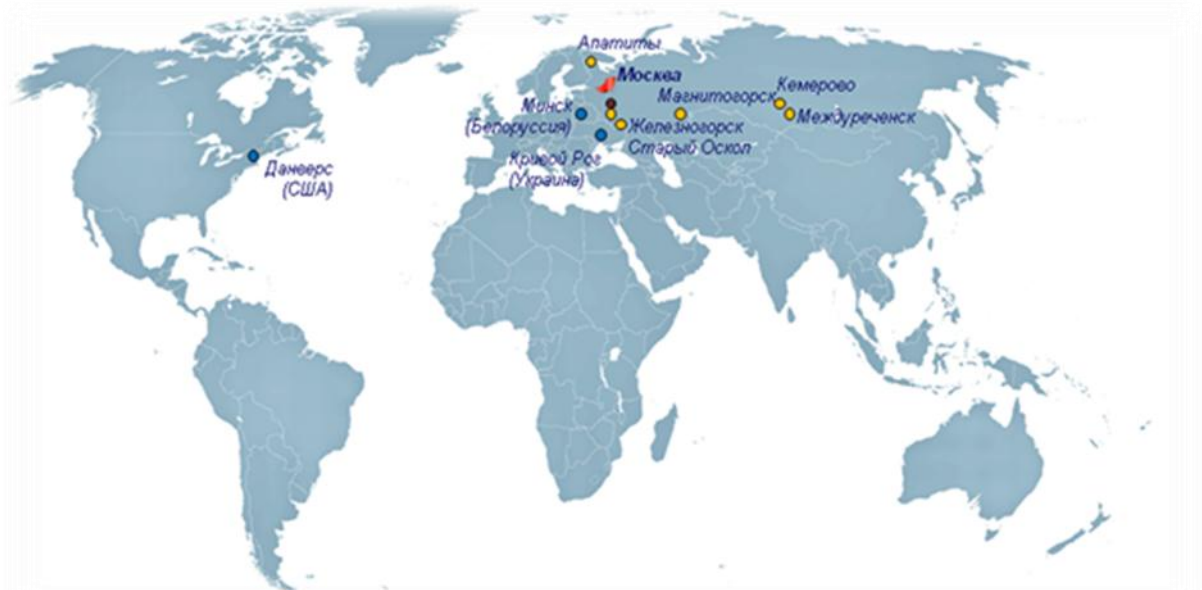 Апатиты
Москва
Кемерово
Магнитогорск
Минск
(Белоруссия)
Междуреченск
Железногорск
Старый Оскол
Кривой Рог
(Украина)
Данверс
(США)